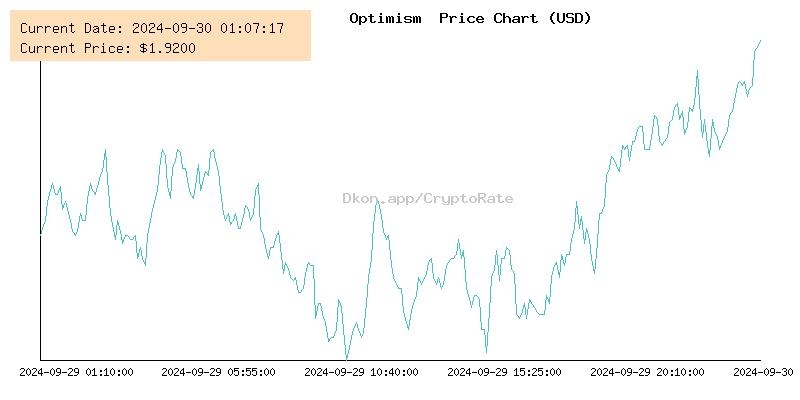 Optimism  Price Chart (USD)
Current Date: 2024-09-30 01:07:17
Current Price: $1.9200
Dkon.app/CryptoRate
2024-09-29 01:10:00
2024-09-29 05:55:00
2024-09-29 10:40:00
2024-09-29 15:25:00
2024-09-29 20:10:00
2024-09-30